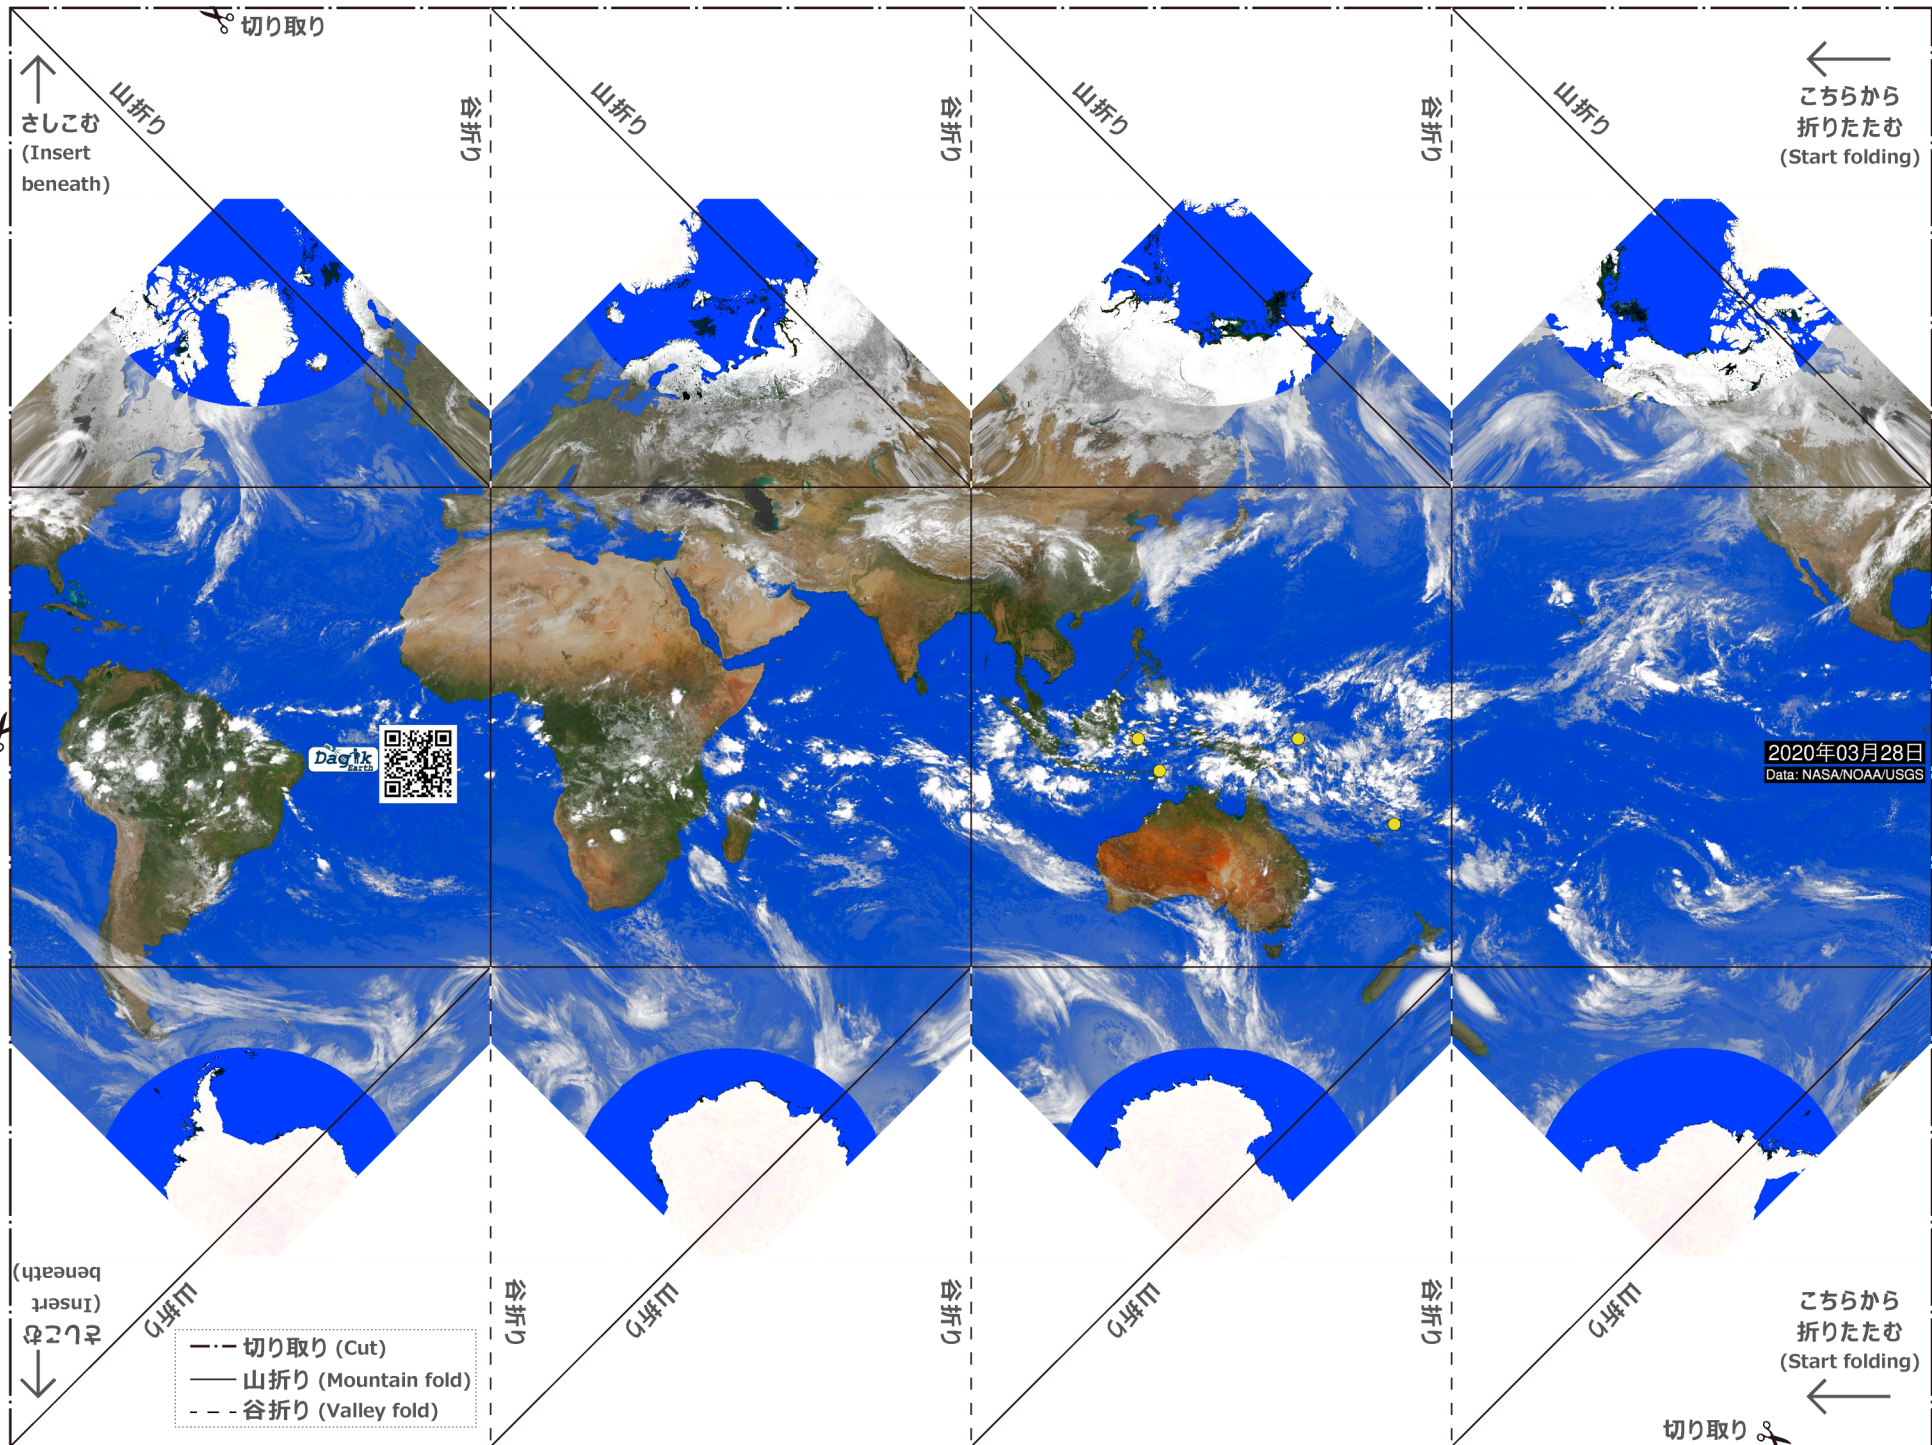 切り取り
さしこむ
(Insert
beneath)
山折り
谷折り
山折り
谷折り
山折り
谷折り
山折り
こちらから
折りたたむ
(Start folding)
Dagik
Earth
2020年03月28日
Data: NASA/NOAA/USGS
さしこむ
(Insert
beneath)
山折り
谷折り
山折り
谷折り
山折り
谷折り
山折り
こちらから
折りたたむ
(Start folding)
切り取り (Cut)
山折り (Mountain fold)
谷折り (Valley fold)
切り取り